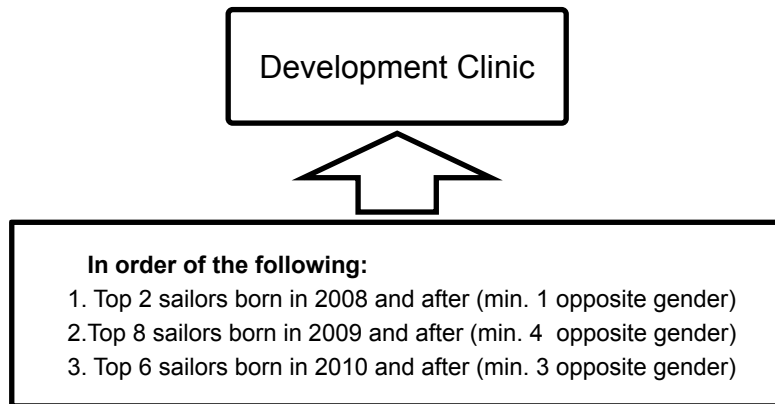 Development Clinic
In order of the following:
1. Top 2 sailors born in 2008 and after (min. 1 opposite gender)
2.Top 8 sailors born in 2009 and after (min. 4  opposite gender)
3. Top 6 sailors born in 2010 and after (min. 3 opposite gender)